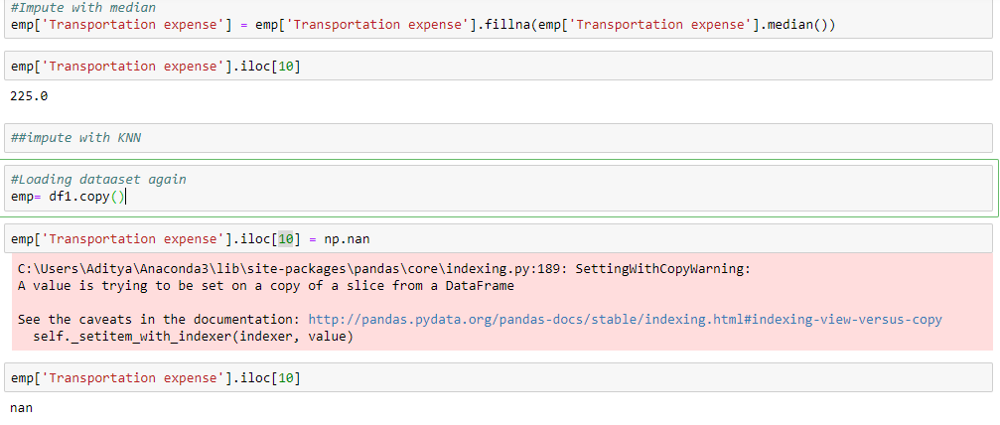 #Impute with median
emp['Transportation expense'] = emp['Transportation expense'].fillna(emp['Transportation expense'].median())
emp['Transportation expense'].iloc[10]
225.0
##impute with KNN
#Loading dataaset again
emp= df1.copy()
emp['Transportation expense'].iloc[10] = np.nan
C:\Users\Aditya\Anaconda3\lib\site-packages\pandas\core\indexing.py:189: SettingWithCopyWarning:
A value is trying to be set on a copy of a slice from a DataFrame
See the caveats in the documentation: http://pandas.pydata.org/pandas-docs/stable/indexing.html#indexing-view-versus-copy
self._setitem_with_indexer(indexer, value)
emp['Transportation expense'].iloc[10]
nan